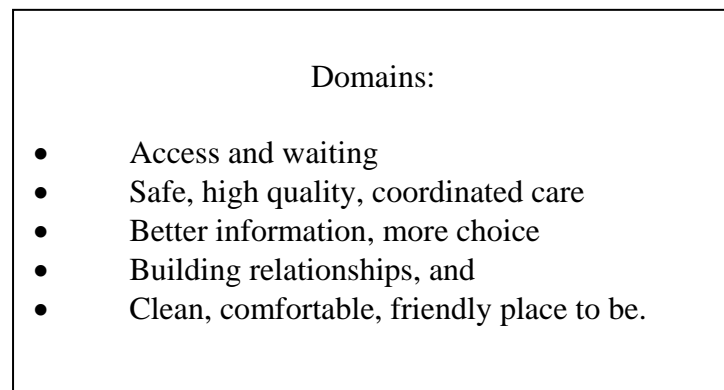 Domains:
• Access and waiting
• Safe, high quality, coordinated care
• Better information, more choice
• Building relationships, and
• Clean, comfortable, friendly place to be.